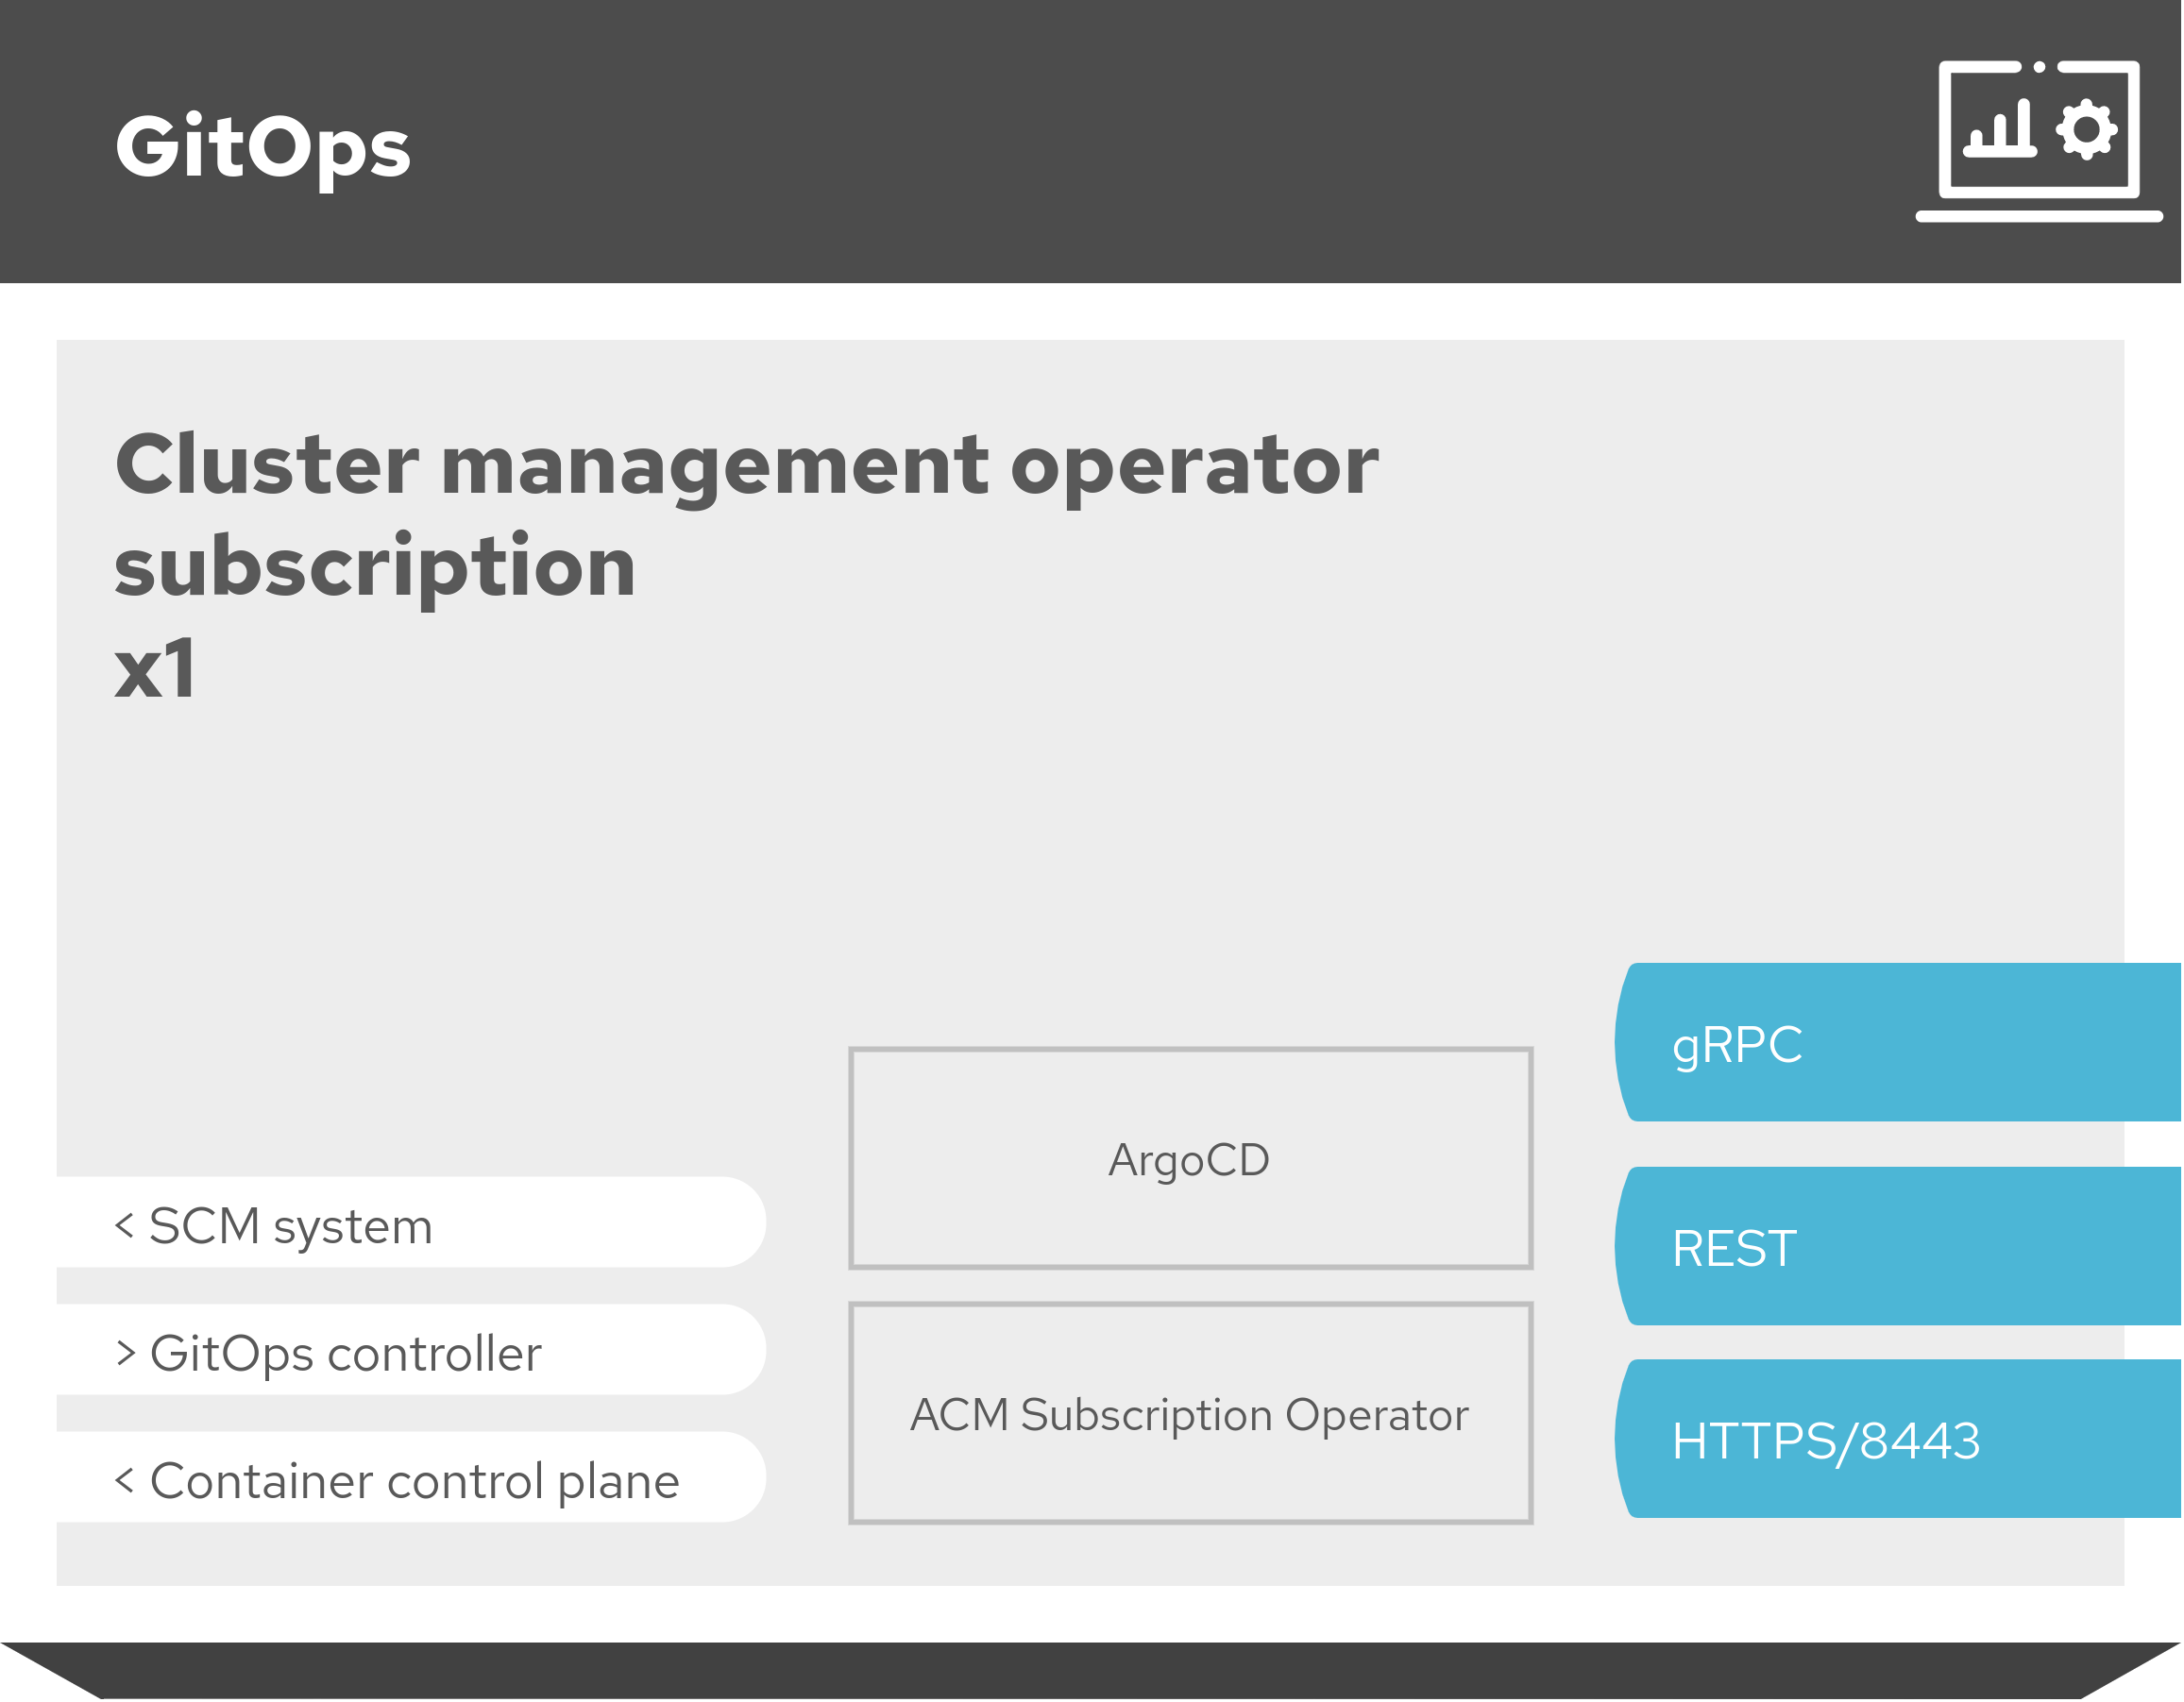 GitOps
Cluster management operator
subscription
x1
< SCM system
> GitOps controller
< Container control plane
ArgoCD
ACM Subscription Operator
gRPC
REST
HTTPS/8443